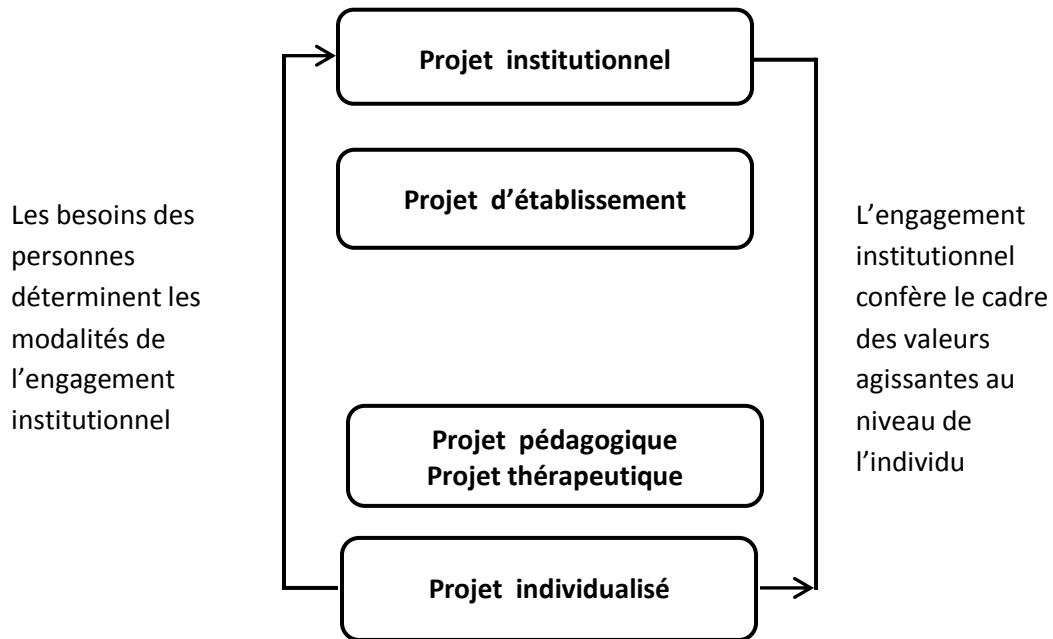 Projet institutionnel
Projet d’établissement
Les besoins des
personnes
déterminent les
modalités de
l’engagement
institutionnel
L’engagement
institutionnel
confère le cadre
des valeurs
agissantes au
niveau de
l’individu
Projet pédagogique
Projet thérapeutique
Projet individualisé